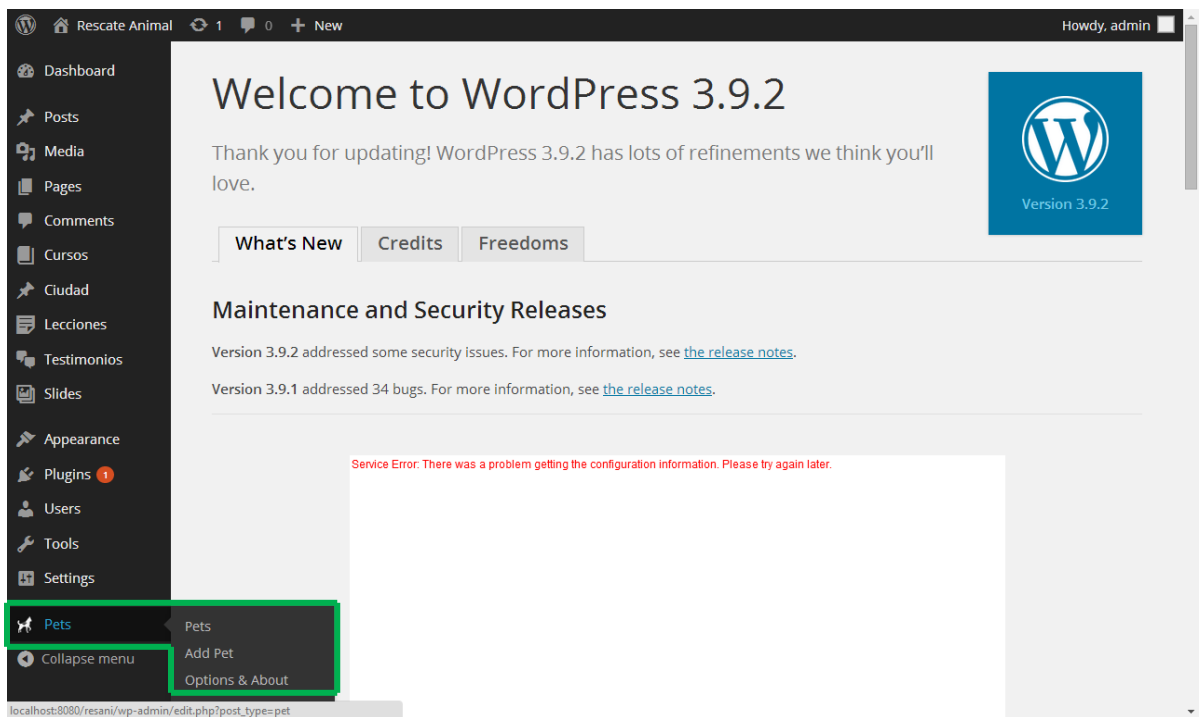 Rescate Animal 1 0 New Howdy, admin
Dashboard
Posts
Media
Pages
Comments
Cursos
Ciudad
Lecciones
Testimonios
Slides
Appearance
Plugins 1
Users
Tools
Settings
Pets
Collapse menu
Pets
Add Pet
Options & About
Welcome to WordPress 3.9.2
Thank you for updating! WordPress 3.9.2 has lots of refinements we think you’ll
love.
Version 3.9.2
What’s New Credits Freedoms
Maintenance and Security Releases
Version 3.9.2 addressed some security issues. For more information, see the release notes.
Version 3.9.1 addressed 34 bugs. For more information, see the release notes.
Service Error: There was a problem getting the configuration information. Please try again later.
localhost:8080/resani/wp-admin/edit.php?post_type=pet